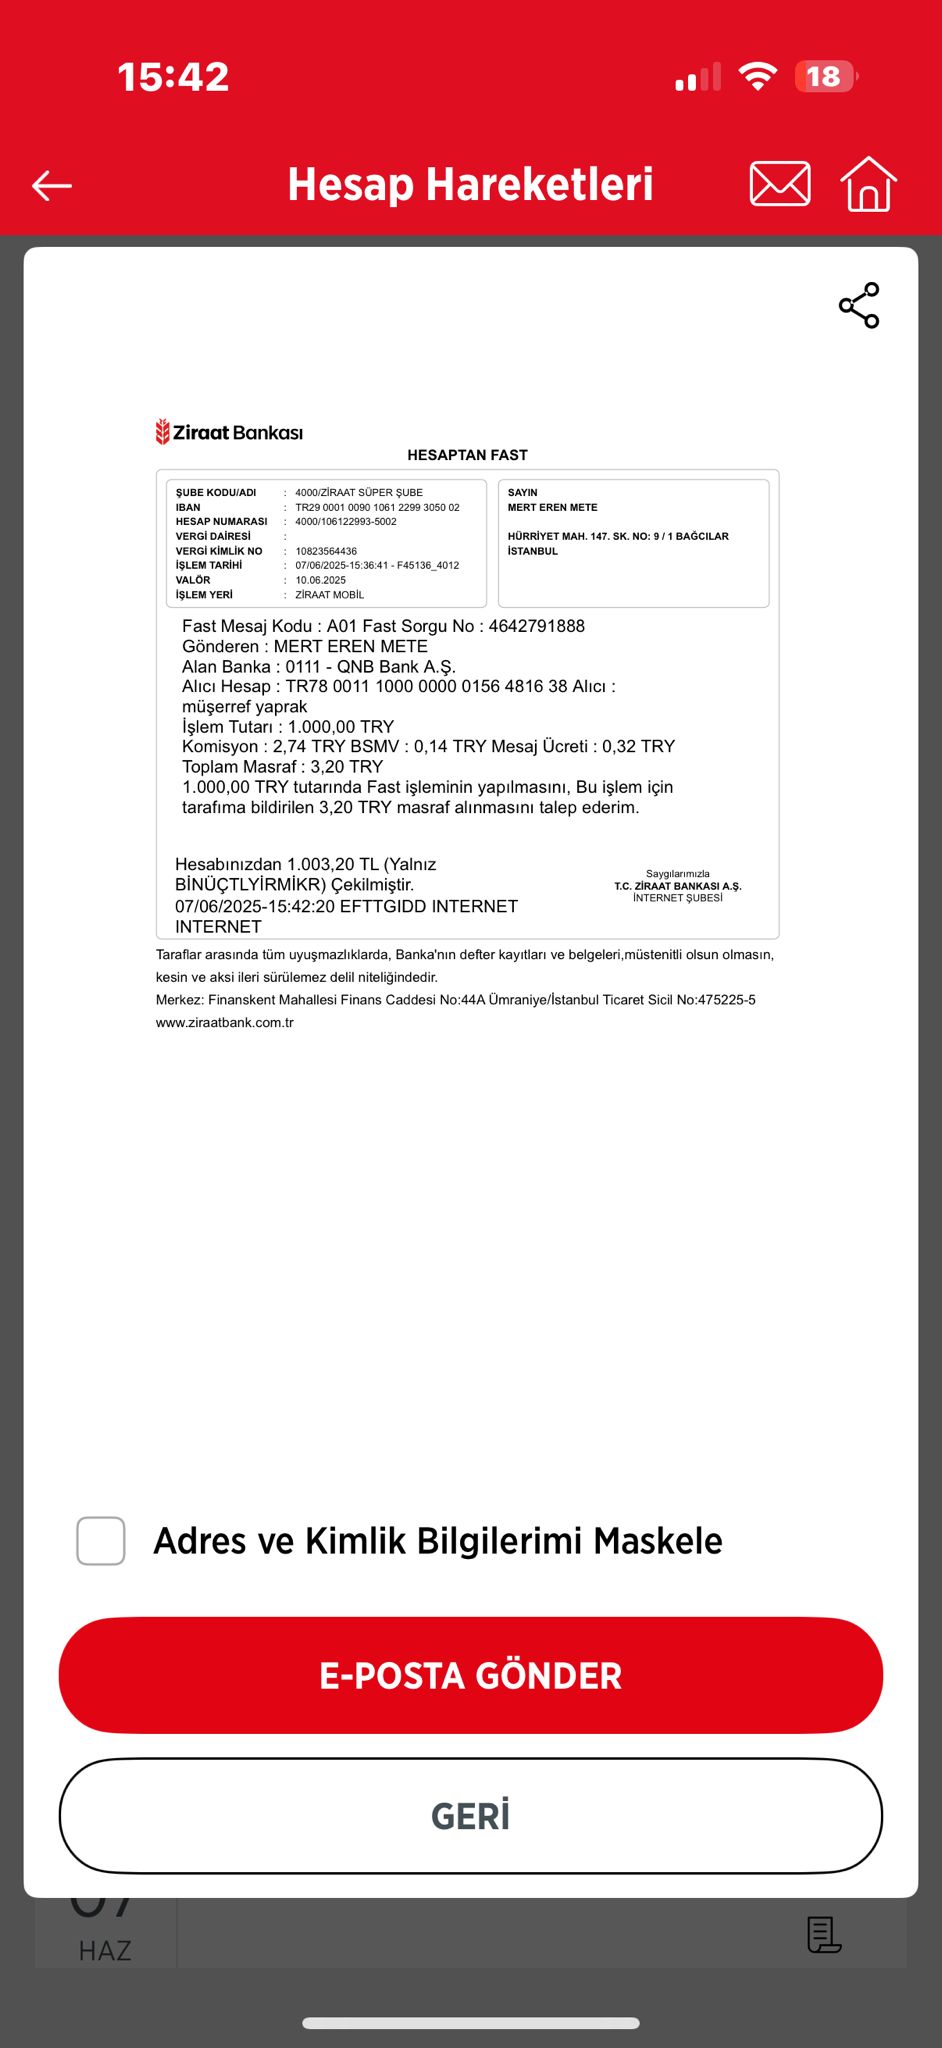 15:42
18
Hesap Hareketleri
Ziraat Bankası
HESAPTAN FAST
ŞUBE KODU/ADI : 4000/ZİRAAT SÜPER ŞUBE
IBAN : TR29 0001 0090 1061 2299 3050 02
HESAP NUMARASI : 4000/106122993-5002
VERGİ DAİRESİ :
VERGİ KİMLİK NO : 10823564436
İŞLEM TARİHİ : 07/06/2025-15:36:41 - F45136_4012
VALÖR : 10.06.2025
İŞLEM YERİ : ZİRAAT MOBİL
SAYIN
MERT EREN METE
HÜRRİYET MAH. 147. SK. NO: 9 / 1 BAĞCILAR
İSTANBUL
Fast Mesaj Kodu : A01 Fast Sorgu No : 4642791888
Gönderen : MERT EREN METE
Alan Banka : 0111 - QNB Bank A.Ş.
Alıcı Hesap : TR78 0011 1000 0000 0156 4816 38 Alıcı :
müşerref yaprak
İşlem Tutarı : 1.000,00 TRY
Komisyon : 2,74 TRY BSMV : 0,14 TRY Mesaj Ücreti : 0,32 TRY
Toplam Masraf : 3,20 TRY
1.000,00 TRY tutarında Fast işleminin yapılmasını, Bu işlem için
tarafıma bildirilen 3,20 TRY masraf alınmasını talep ederim.
Hesabınızdan 1.003,20 TL (Yalnız
BİNÜÇTLYİRMİKR) Çekilmiştir.
07/06/2025-15:42:20 EFTTGIDD INTERNET
INTERNET
Saygılarımızla
T.C. ZİRAAT BANKASI A.Ş.
İNTERNET ŞUBESİ
Taraflar arasında tüm uyuşmazlıklarda, Banka'nın defter kayıtları ve belgeleri,müstenitli olsun olmasın,
kesin ve aksi ileri sürülemez delil niteliğindedir.
Merkez: Finanskent Mahallesi Finans Caddesi No:44A Ümraniye/İstanbul Ticaret Sicil No:475225-5
www.ziraatbank.com.tr
Adres ve Kimlik Bilgilerimi Maskele
E-POSTA GÖNDER
GERİ
07
HAZ